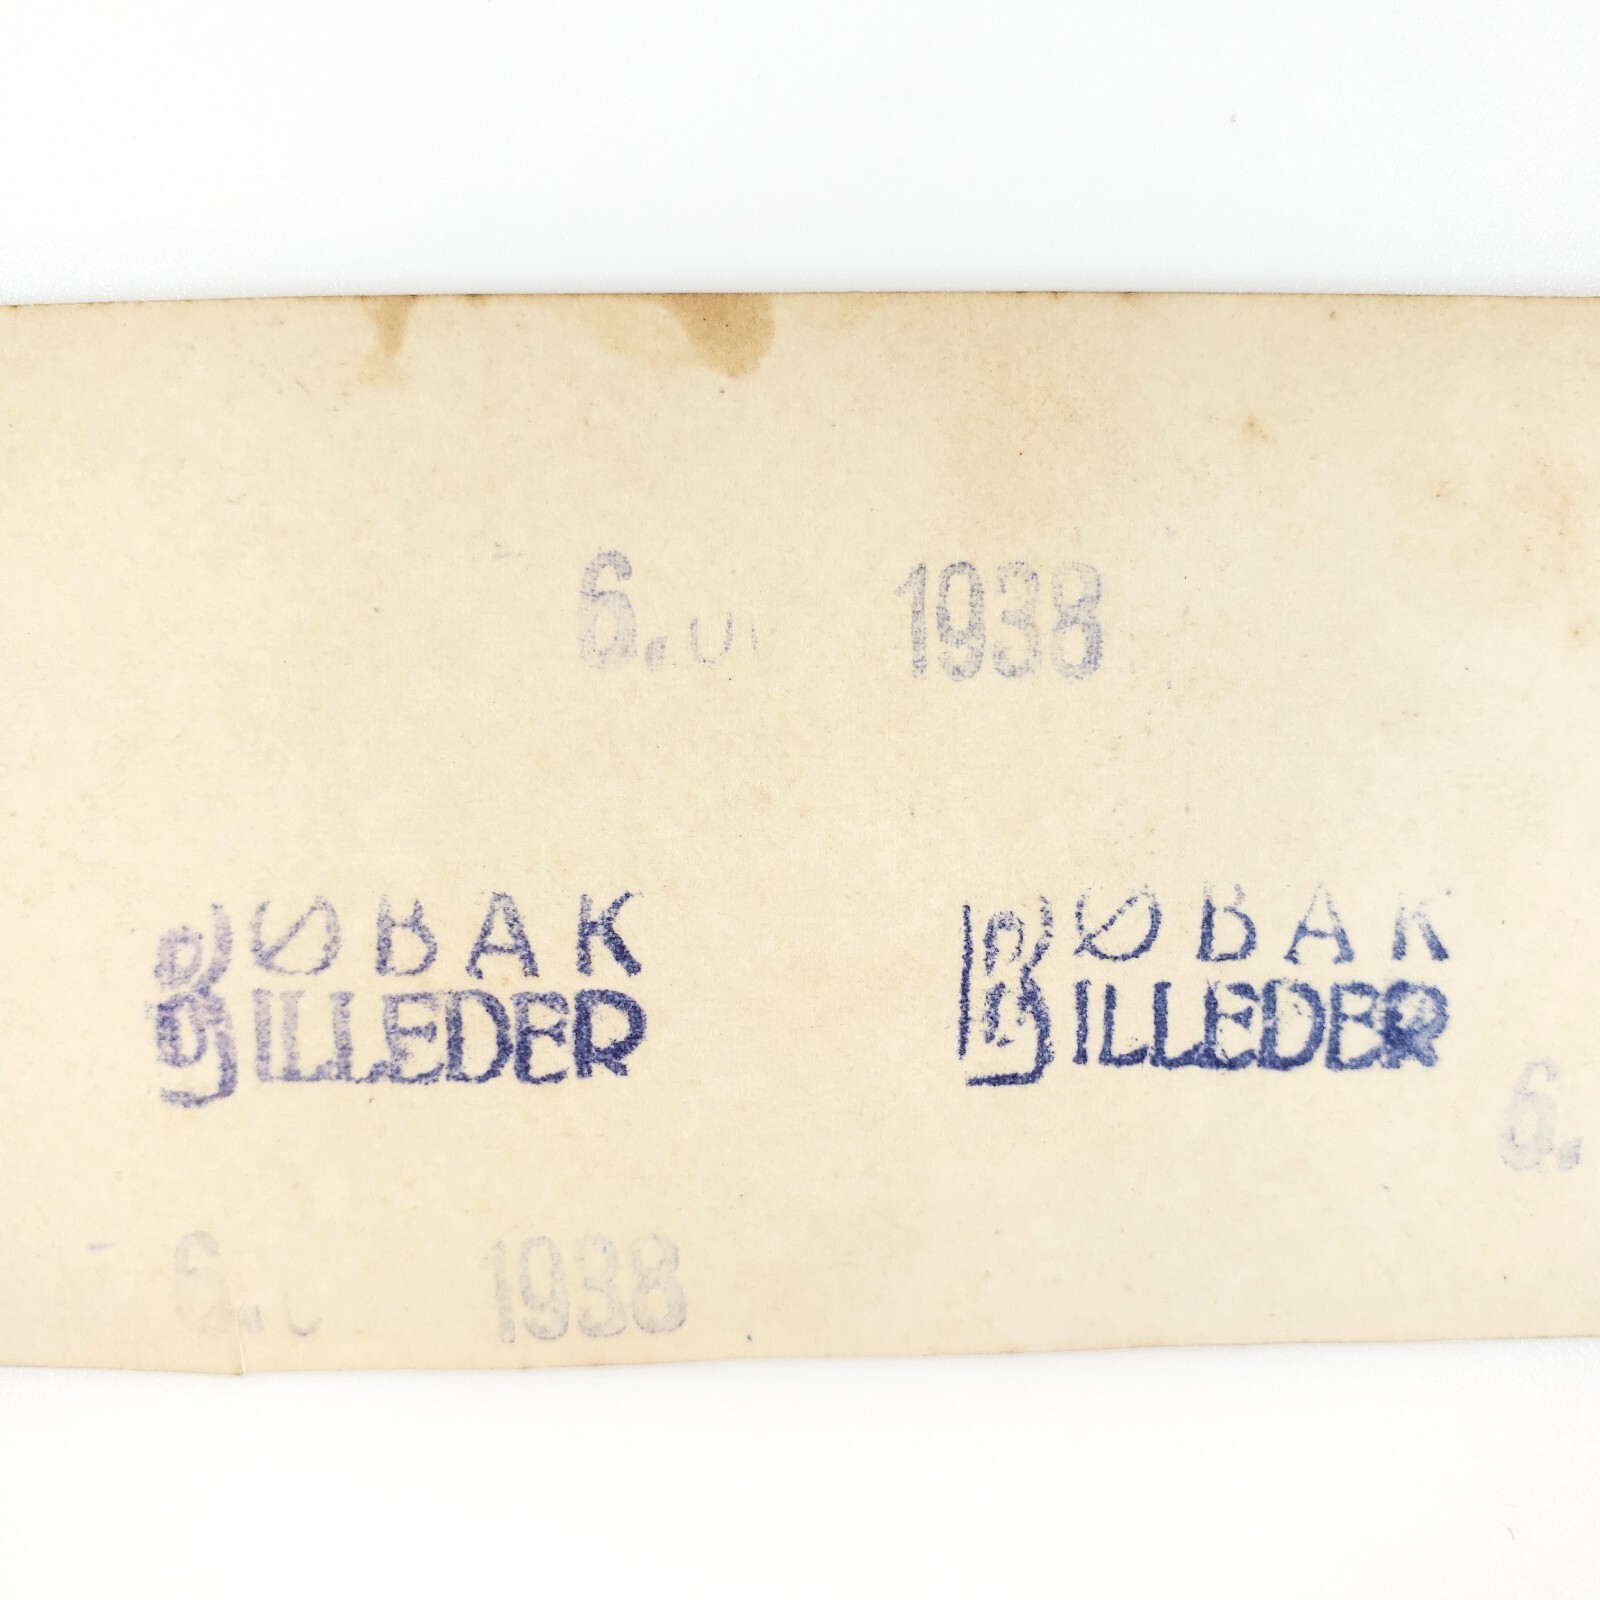 6. 1938
BØBAK
BILLEDER
BØBAK
BILLEDER
6.
6. 1938